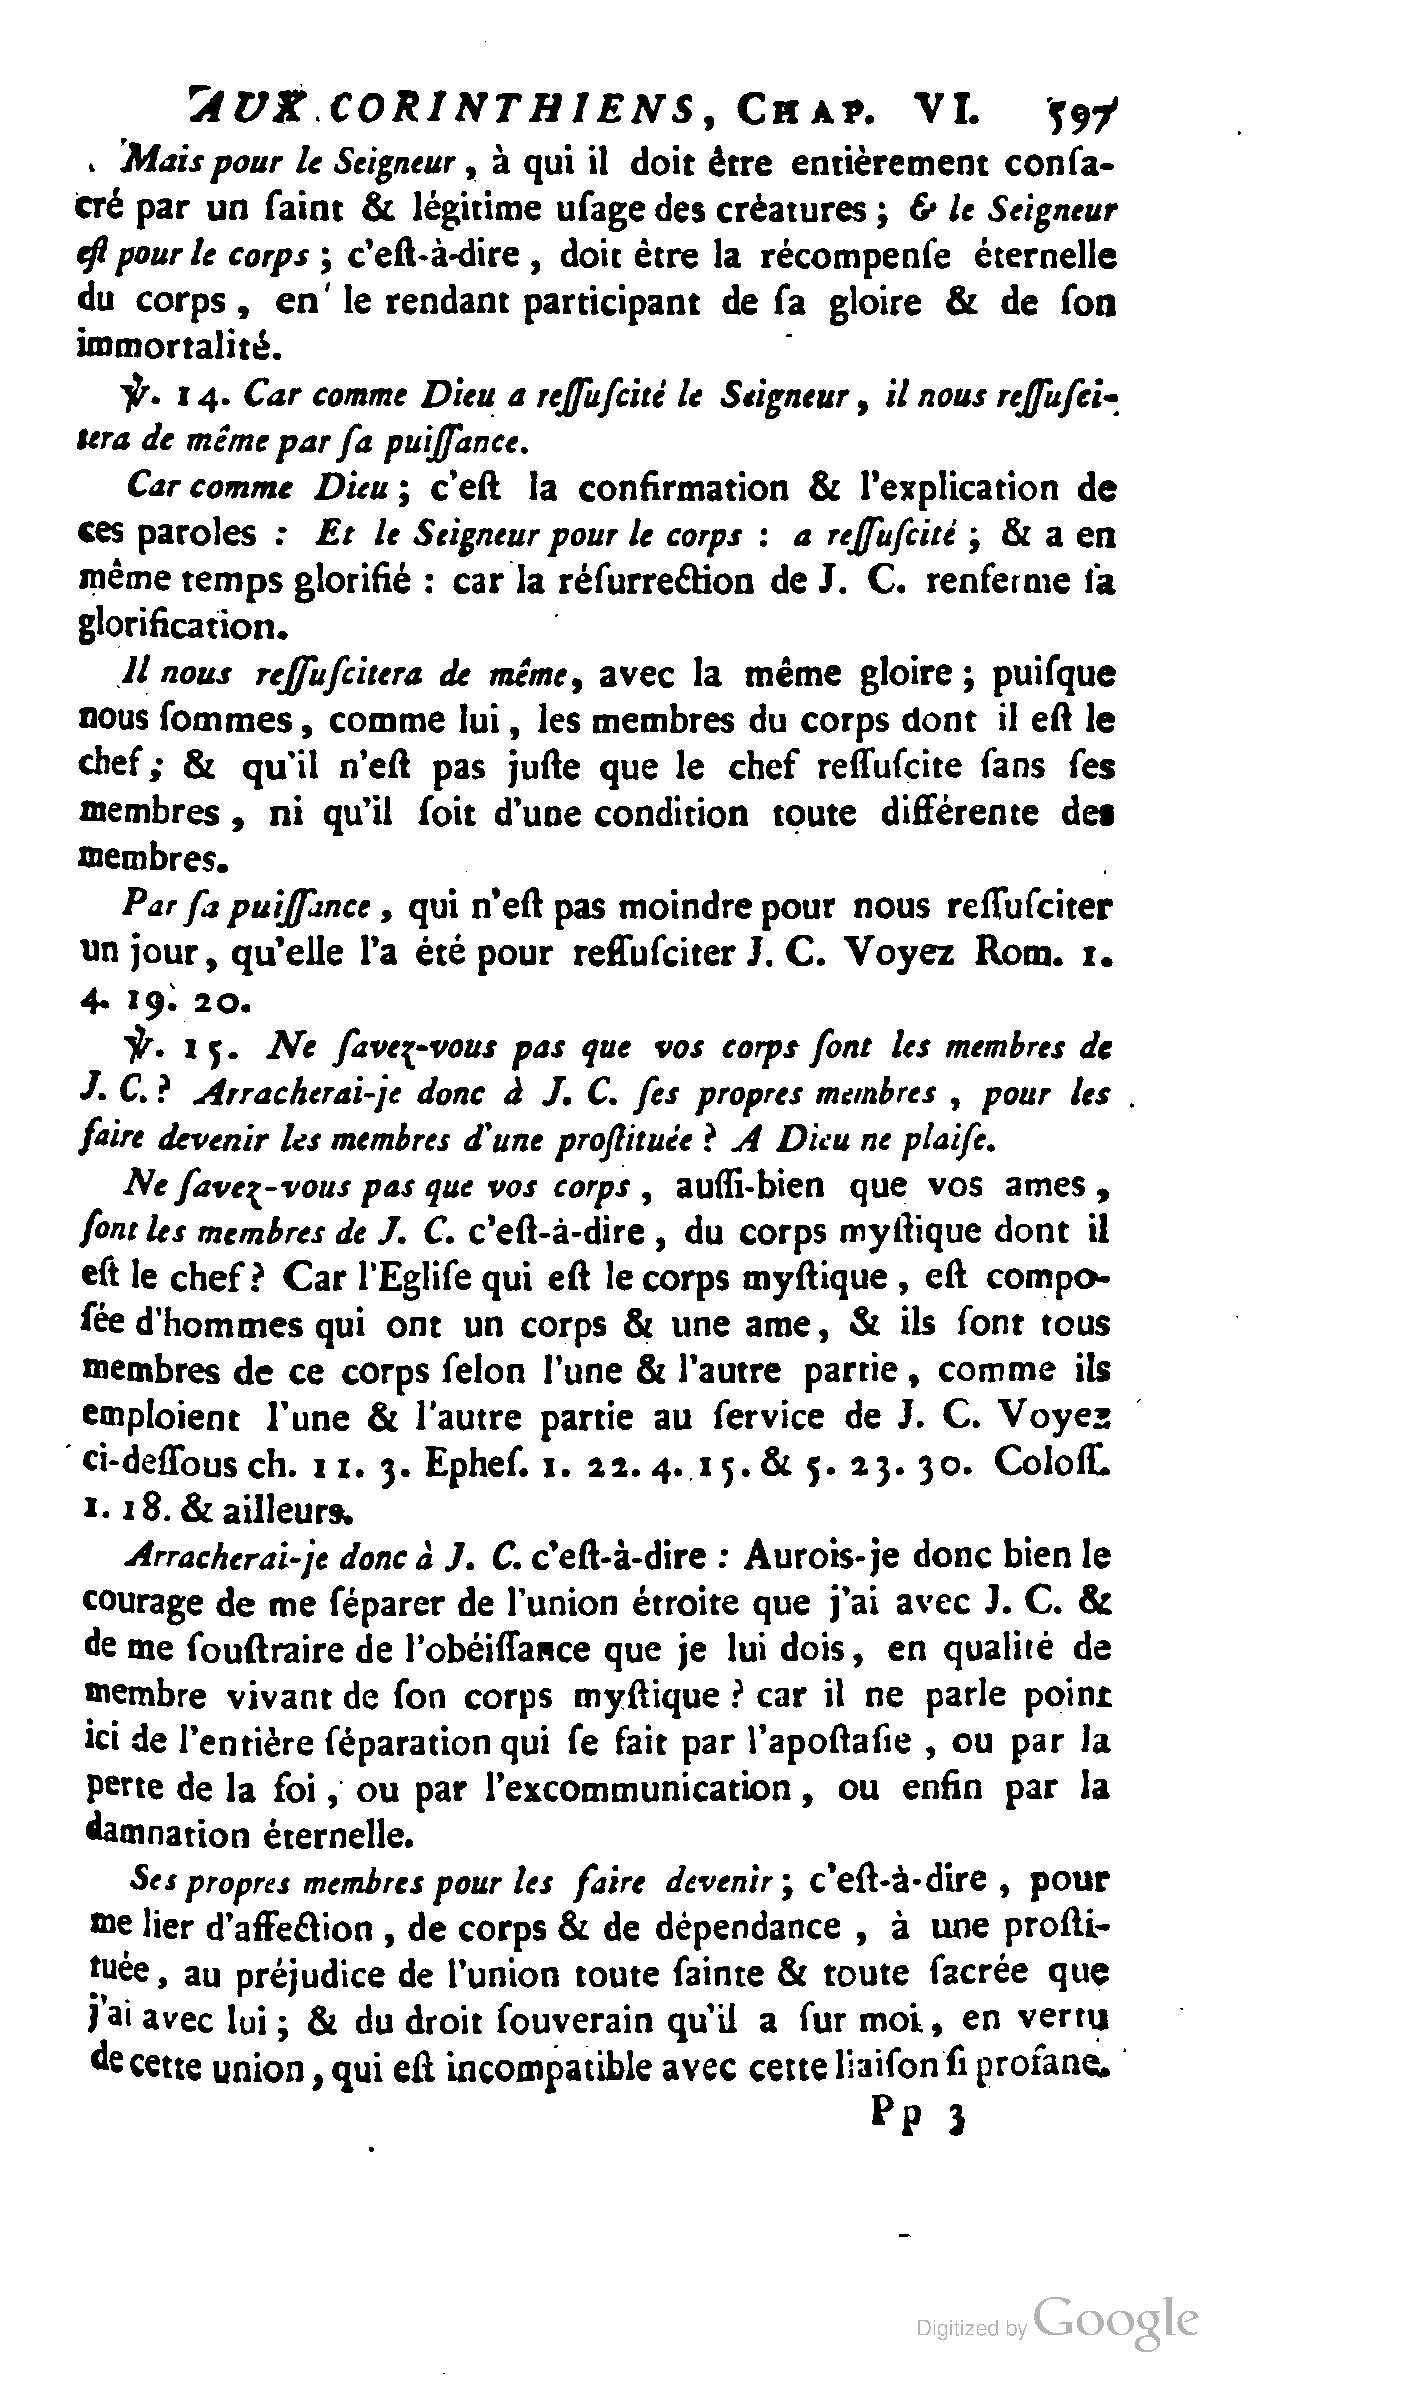 AUX CORINTHIENS, CHAP. VI. 597
Mais pour le Seigneur, à qui il doit être entièrement conſa-
cré par un ſaint & légitime uſage des créatures ; & le Seigneur
eſt pour le corps ; c'eſt-à-dire, doit être la récompenſe éternelle
du corps, en le rendant participant de ſa gloire & de ſon
immortalité.
℣. 14. Car comme Dieu a reſſuſcité le Seigneur, il nous reſſuſci-
tera de même par ſa puiſſance.
Car comme Dieu ; c'eſt la confirmation & l'explication de
ces paroles : Et le Seigneur pour le corps : a reſſuſcité ; & a en
même temps glorifié : car la réſurrection de J. C. renferme ſa
glorification.
Il nous reſſuſcitera de même, avec la même gloire ; puiſque
nous ſommes, comme lui, les membres du corps dont il eſt le
chef ; & qu'il n'eſt pas juſte que le chef reſſuſcite ſans ſes
membres, ni qu'il ſoit d'une condition toute différente des
membres.
Par ſa puiſſance, qui n'eſt pas moindre pour nous reſſuſciter
un jour, qu'elle l'a été pour reſſuſciter J. C. Voyez Rom. 1.
4. 19. 20.
℣. 15. Ne ſavez-vous pas que vos corps ſont les membres de
J. C. ? Arracherai-je donc à J. C. ſes propres membres, pour les
faire devenir les membres d'une proſtituée ? A Dieu ne plaiſe.
Ne ſavez-vous pas que vos corps, auſſi-bien que vos ames,
ſont les membres de J. C. c'eſt-à-dire, du corps myſtique dont il
eſt le chef ? Car l'Egliſe qui eſt le corps myſtique, eſt compo-
ſée d'hommes qui ont un corps & une ame, & ils ſont tous
membres de ce corps ſelon l'une & l'autre partie, comme ils
emploient l'une & l'autre partie au ſervice de J. C. Voyez
ci-deſſous ch. 11. 3. Epheſ. 1. 22. 4. 15. & 5. 23. 30. Coloſſ.
1. 18. & ailleurs.
Arracherai-je donc à J. C. c'eſt-à-dire : Aurois-je donc bien le
courage de me ſéparer de l'union étroite que j'ai avec J. C. &
de me ſouſtraire de l'obéiſſance que je lui dois, en qualité de
membre vivant de ſon corps myſtique ? car il ne parle point
ici de l'entière ſéparation qui ſe fait par l'apoſtaſie, ou par la
perte de la foi, ou par l'excommunication, ou enfin par la
damnation éternelle.
Ses propres membres pour les faire devenir ; c'eſt-à-dire, pour
me lier d'affection, de corps & de dépendance, à une proſti-
tuée, au préjudice de l'union toute ſainte & toute ſacrée que
j'ai avec lui ; & du droit ſouverain qu'il a ſur moi, en vertu
de cette union, qui eſt incompatible avec cette liaiſon ſi profane.
Pp 3
Digitized by Google